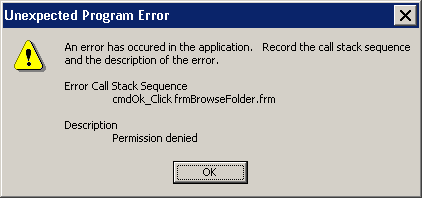 Unexpected Program Error
An error has occured in the application.   Record the call stack sequence
and the description of the error.
Error Call Stack Sequence
cmdOk_Click frmBrowseFolder.frm
Description
Permission denied
OK